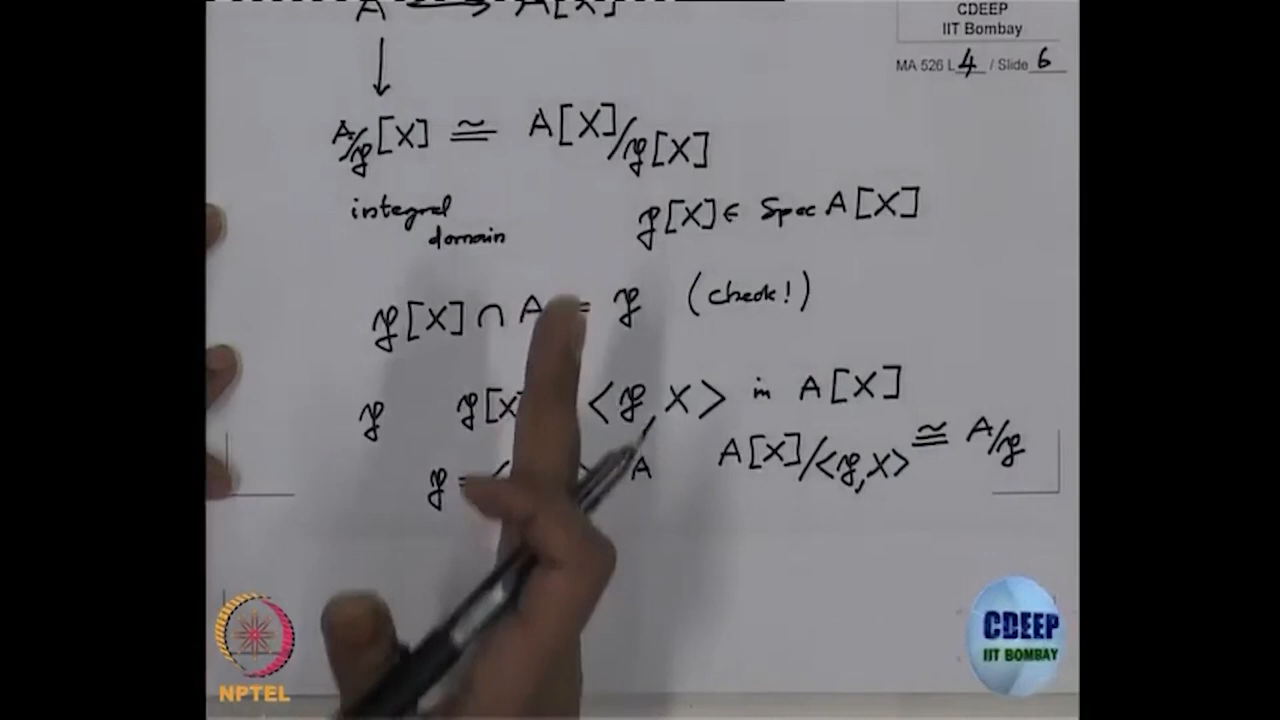 CDEEP
IIT Bombay
MA 526 L 4 / Slide 6
A ⟶ A[X]
↓
A/𝔭[X] ≅ A[X]/𝔭[X]
integral domain
𝔭[X] ∈ Spec A[X]
𝔭[X] ∩ A = 𝔭 (check!)
𝔭 𝔭[X] <𝔭, X> in A[X]
𝔭 = < A A[X]/<𝔭,X> ≅ A/𝔭
NPTEL
CDEEP
IIT BOMBAY